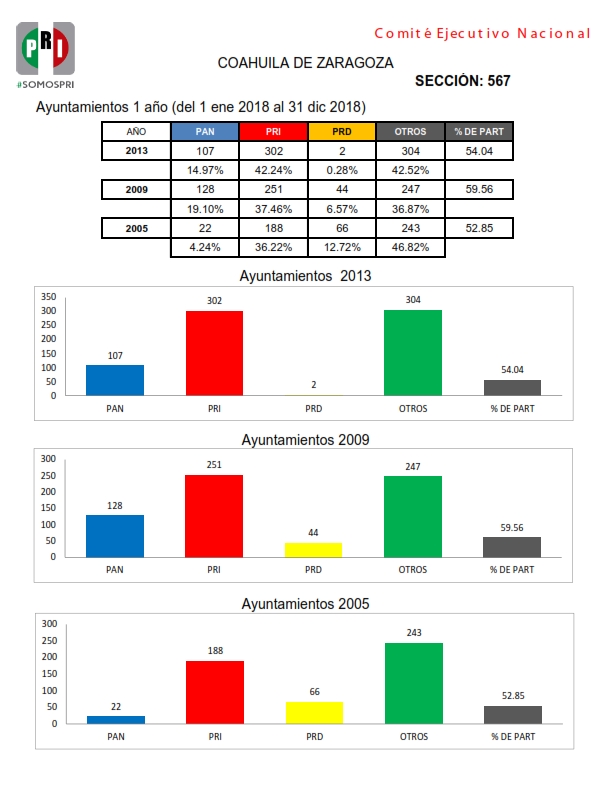 PRI
#SOMOSPRI
Comité Ejecutivo Nacional
COAHUILA DE ZARAGOZA
SECCIÓN: 567
Ayuntamientos 1 año (del 1 ene 2018 al 31 dic 2018)
AÑO PAN PRI PRD OTROS % DE PART
2013 107 302 2 304 54.04
14.97% 42.24% 0.28% 42.52%
2009 128 251 44 247 59.56
19.10% 37.46% 6.57% 36.87%
2005 22 188 66 243 52.85
4.24% 36.22% 12.72% 46.82%
Ayuntamientos 2013
350
300
250
200
150
100
50
0
107
302
2
304
54.04
PAN PRI PRD OTROS % DE PART
Ayuntamientos 2009
300
250
200
150
100
50
0
128
251
44
247
59.56
PAN PRI PRD OTROS % DE PART
Ayuntamientos 2005
300
250
200
150
100
50
0
22
188
66
243
52.85
PAN PRI PRD OTROS % DE PART